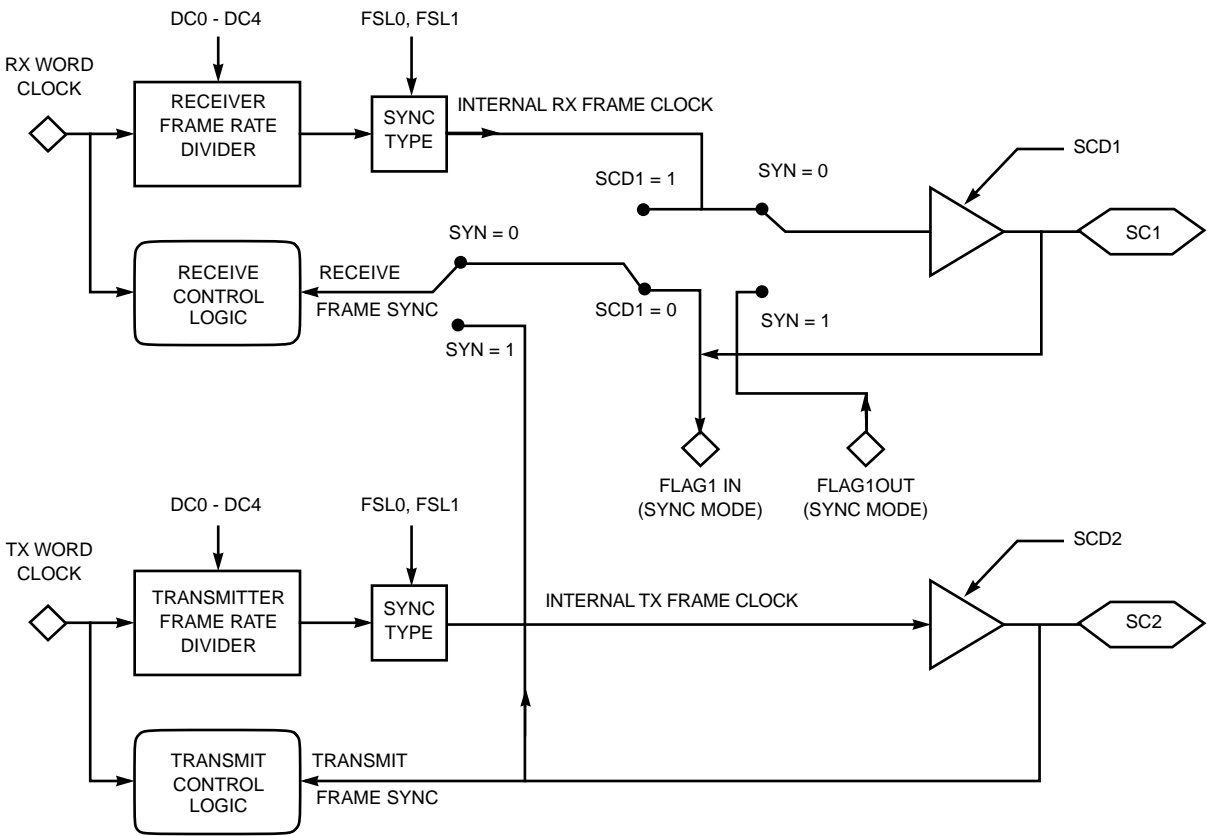 DC0 - DC4
FSL0, FSL1
RX WORD
CLOCK
RECEIVER
FRAME RATE
DIVIDER
SYNC
TYPE
INTERNAL RX FRAME CLOCK
SCD1
SCD1 = 1
SYN = 0
SC1
SYN = 0
RECEIVE
CONTROL
LOGIC
RECEIVE
FRAME SYNC
SCD1 = 0
SYN = 1
SYN = 1
FLAG1 IN
(SYNC MODE)
FLAG1OUT
(SYNC MODE)
DC0 - DC4
FSL0, FSL1
TX WORD
CLOCK
TRANSMITTER
FRAME RATE
DIVIDER
SYNC
TYPE
INTERNAL TX FRAME CLOCK
SCD2
SC2
TRANSMIT
CONTROL
LOGIC
TRANSMIT
FRAME SYNC